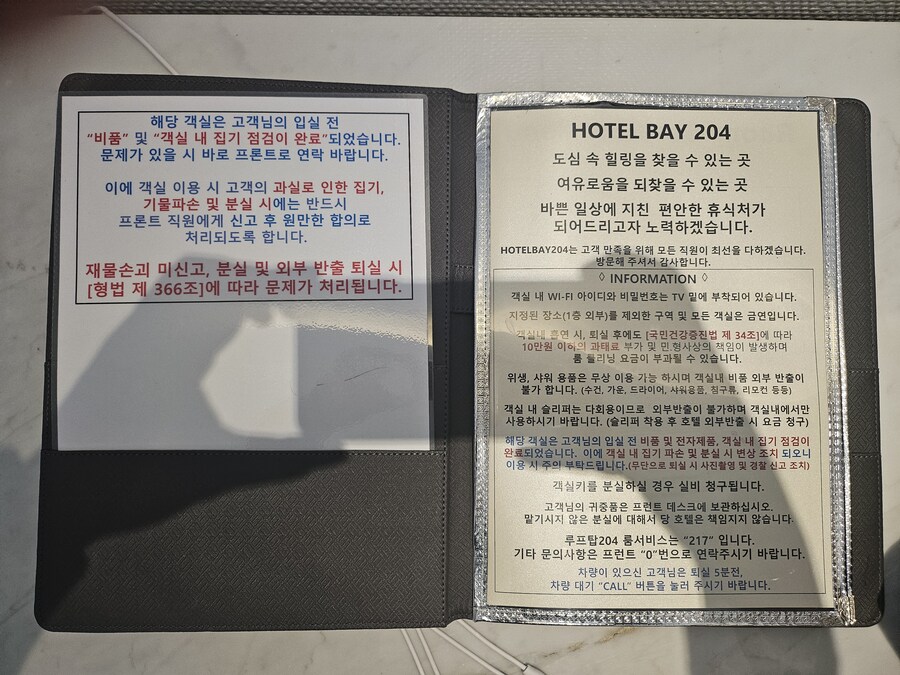 해당 객실은 고객님의 입실 전
"비품" 및 "객실 내 집기 점검이 완료"되었습니다.
문제가 있을 시 바로 프론트로 연락 바랍니다.
이에 객실 이용 시 고객의 과실로 인한 집기,
기물파손 및 분실 시에는 반드시
프론트 직원에게 신고 후 원만한 합의로
처리되도록 합니다.
재물손괴 미신고, 분실 및 외부 반출 퇴실 시
[형법 제 366조]에 따라 문제가 처리됩니다.
HOTEL BAY 204
도심 속 힐링을 찾을 수 있는 곳
여유로움을 되찾을 수 있는 곳
바쁜 일상에 지친 편안한 휴식처가
되어드리고자 노력하겠습니다.
HOTELBAY204는 고객 만족을 위해 모든 직원이 최선을 다하겠습니다.
방문해 주셔서 감사합니다.
◇ INFORMATION ◇
객실 내 WI-FI 아이디와 비밀번호는 TV 밑에 부착되어 있습니다.
지정된 장소(1층 외부)를 제외한 구역 및 모든 객실은 금연입니다.
객실내 흡연 시, 퇴실 후에도 [국민건강증진법 제 34조]에 따라
10만원 이하의 과태료 부가 및 민.형사상의 책임이 발생하며
룸 클리닝 요금이 부과될 수 있습니다.
위생, 샤워 용품은 무상 이용 가능 하시며 객실내 비품 외부 반출이
불가 합니다. (수건, 가운, 드라이어, 샤워용품, 침구류, 리모컨 등등)
객실 내 슬리퍼는 다회용이므로 외부반출이 불가하며 객실내에서만
사용하시기 바랍니다. (슬리퍼 착용 후 호텔 외부반출 시 요금 청구)
해당 객실은 고객님의 입실 전 비품 및 전자제품, 객실 내 집기 점검이
완료되었습니다. 이에 객실 내 집기 파손 및 분실 시 변상 조치 되오니
이용 시 주의 부탁드립니다.(무단으로 퇴실 시 사진촬영 및 경찰 신고 조치)
객실키를 분실하실 경우 실비 청구됩니다.
고객님의 귀중품은 프런트 데스크에 보관하십시오.
맡기시지 않은 분실에 대해서 당 호텔은 책임지지 않습니다.
루프탑204 룸서비스는 "217" 입니다.
기타 문의사항은 프런트 "0"번으로 연락주시기 바랍니다.
차량이 있으신 고객님은 퇴실 5분전,
차량 대기 "CALL" 버튼을 눌러 주시기 바랍니다.